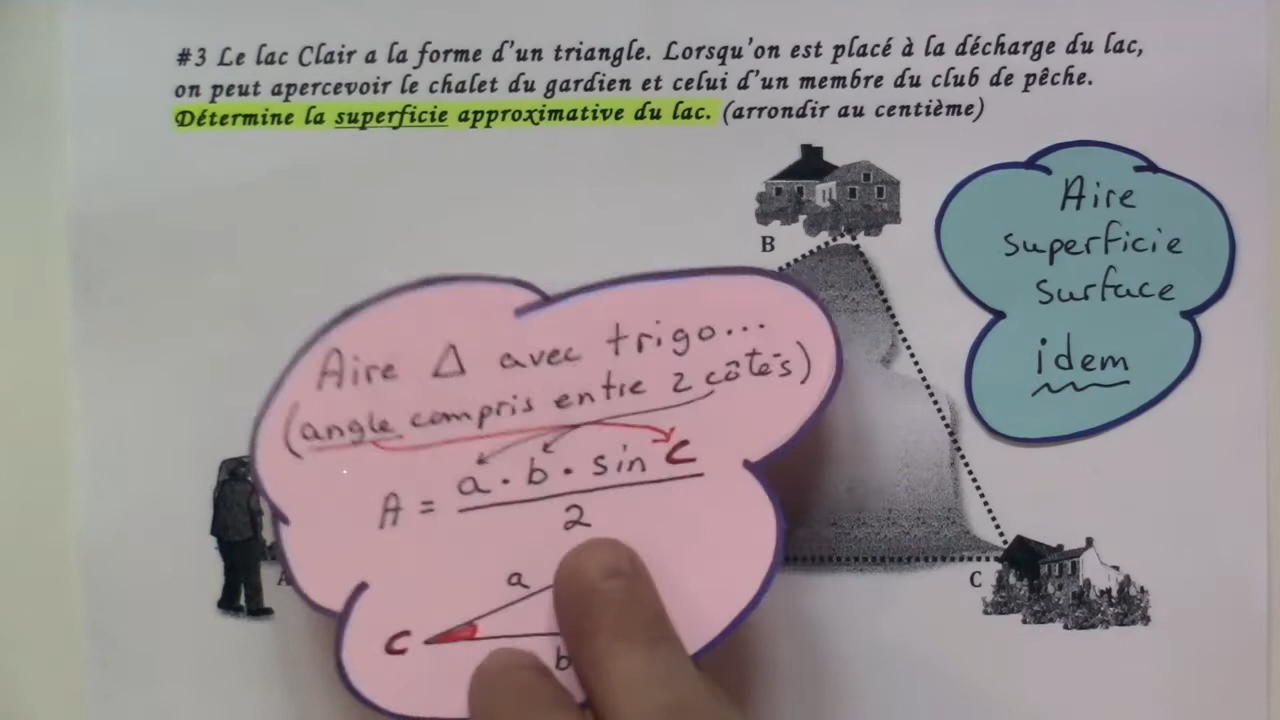 #3 Le lac Clair a la forme d'un triangle. Lorsqu'on est placé à la décharge du lac,
on peut apercevoir le chalet du gardien et celui d'un membre du club de pêche.
Détermine la superficie approximative du lac. (arrondir au centième)
B
Aire
superficie
surface
idem
Aire Δ avec trigo...
(angle compris entre 2 côtés)
A = a · b · sin C
2
a
C
b
A
C